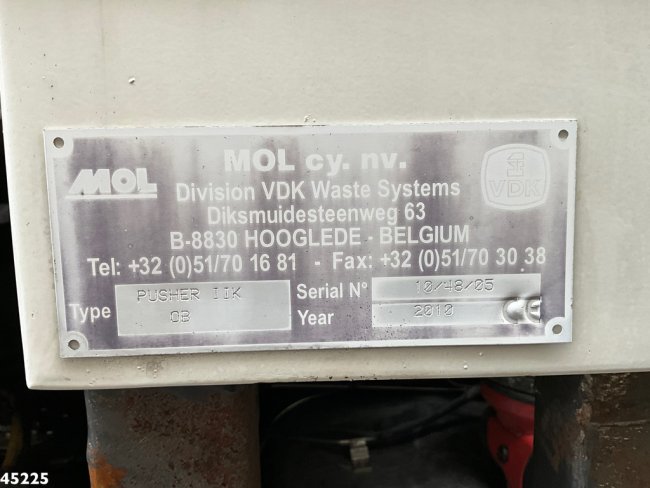 MOL cy. nv.
MOL
Division VDK Waste Systems
VDK
Diksmuidesteenweg 63
B-8830 HOOGLEDE - BELGIUM
Tel: +32 (0)51/70 16 81 - Fax: +32 (0)51/70 30 38
Type PUSHER IIK
CB
Serial N° 10/48/05
Year 2010 CE
45225